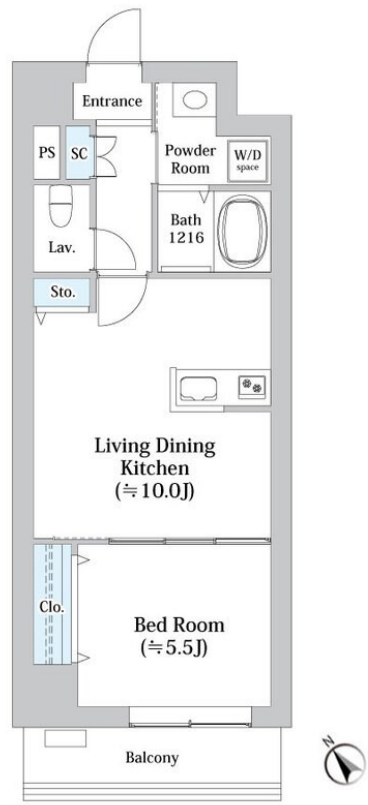 Entrance
PS
SC
Powder
Room
W/D
space
Lav.
Bath
1216
Sto.
Living Dining
Kitchen
(≒10.0J)
Clo.
Bed Room
(≒5.5J)
Balcony
N